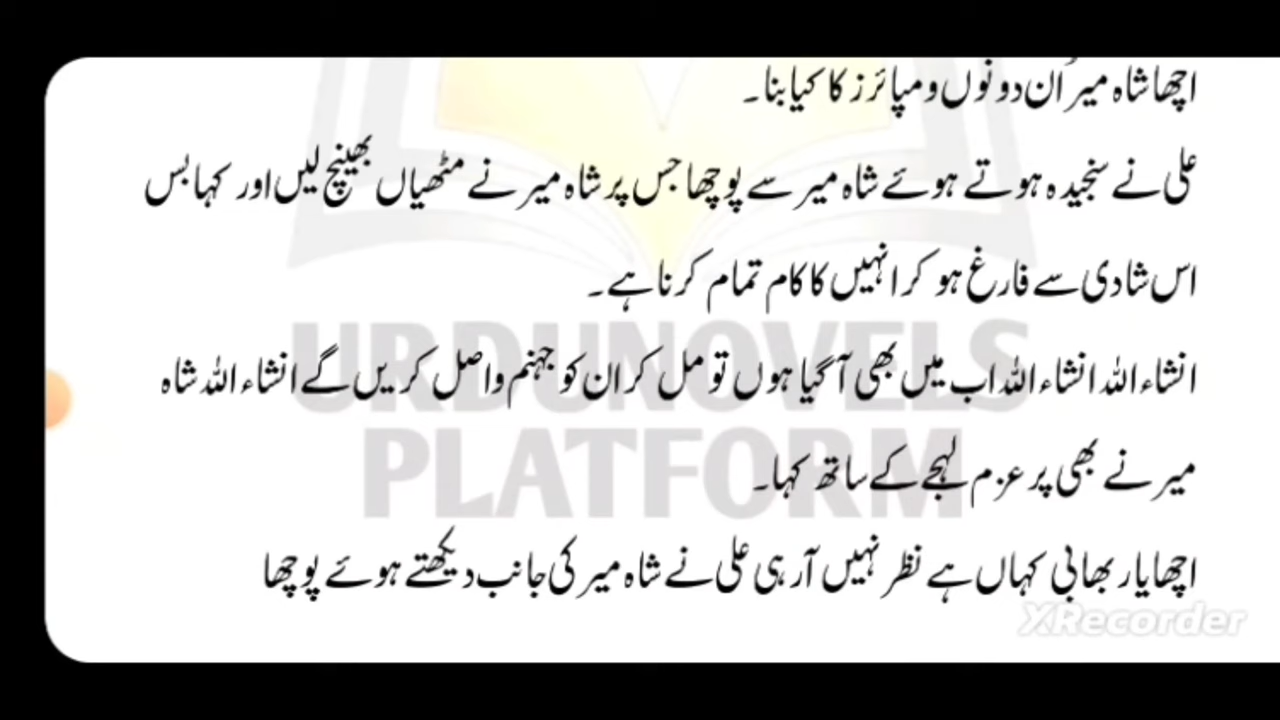 اچھا شاہ میر اُن دونوں ومپائرز کا کیا بنا۔
علی نے سنجیدہ ہوتے ہوئے شاہ میر سے پوچھا جس پر شاہ میر نے مٹھیاں بھینچ لیں اور کہا بس
اس شادی سے فارغ ہو کر انہیں کا کام تمام کرنا ہے۔
انشاء اللہ انشاء اللہ اب میں بھی آ گیا ہوں تو مل کر ان کو جہنم واصل کریں گے انشاء اللہ شاہ
میر نے بھی پر عزم لہجے کے ساتھ کہا۔
اچھا یار بھابی کہاں ہے نظر نہیں آرہی علی نے شاہ میر کی جانب دیکھتے ہوئے پوچھا
URDUNOVELS
PLATFORM
XRecorder